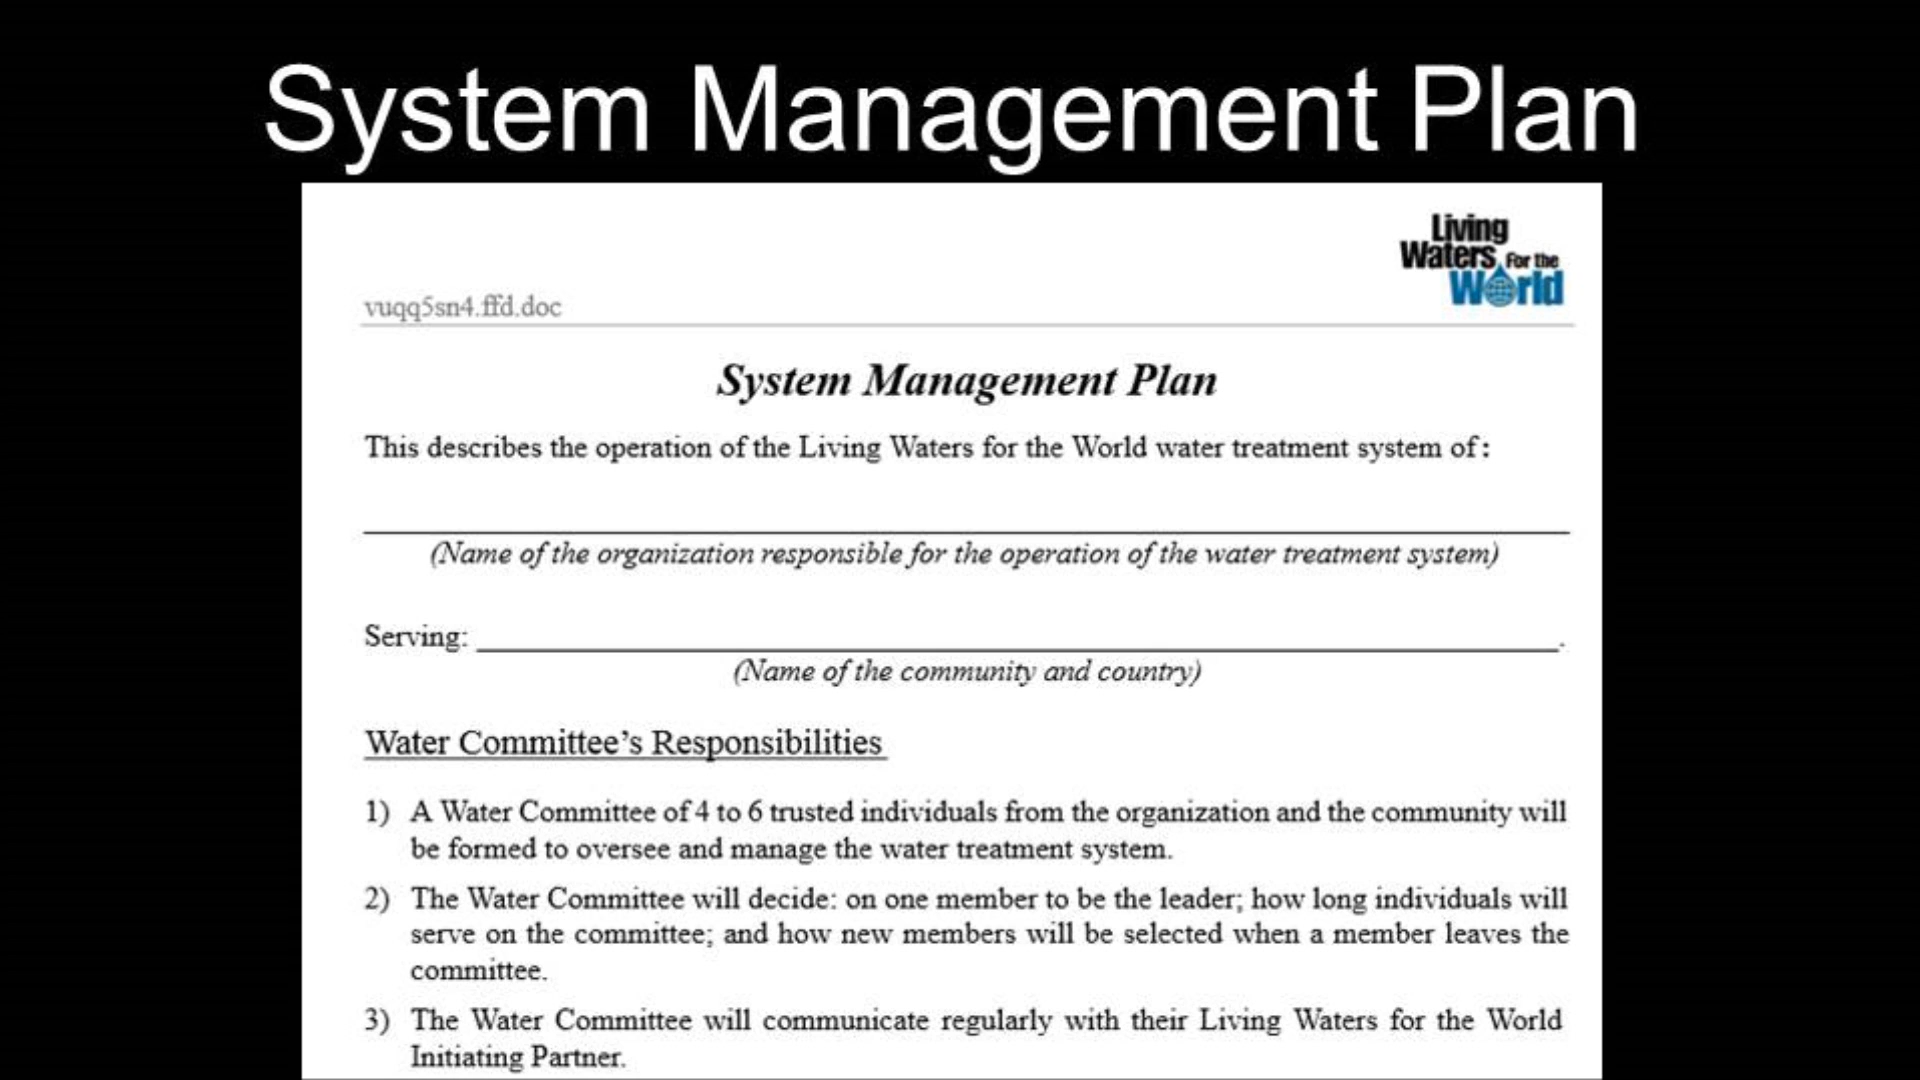 System Management Plan
Living
Waters For the
World
vuqq5sn4.ffd.doc
System Management Plan
This describes the operation of the Living Waters for the World water treatment system of:
(Name of the organization responsible for the operation of the water treatment system)
Serving: .
(Name of the community and country)
Water Committee’s Responsibilities
1) A Water Committee of 4 to 6 trusted individuals from the organization and the community will
be formed to oversee and manage the water treatment system.
2) The Water Committee will decide: on one member to be the leader; how long individuals will
serve on the committee; and how new members will be selected when a member leaves the
committee.
3) The Water Committee will communicate regularly with their Living Waters for the World
Initiating Partner.